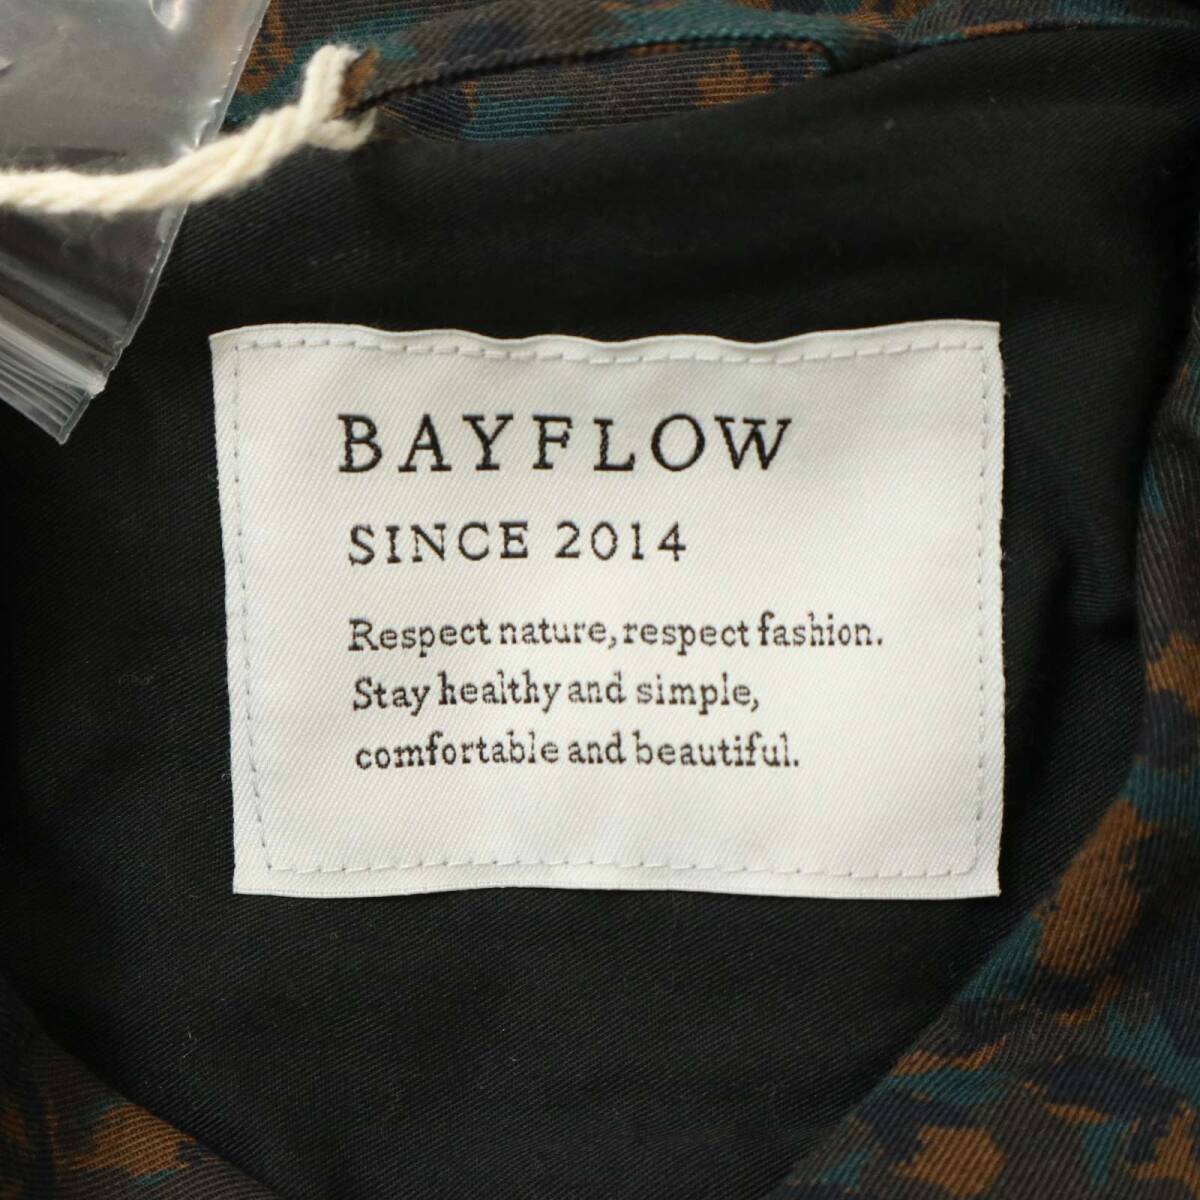 BAYFLOW
SINCE 2014
Respect nature, respect fashion.
Stay healthy and simple,
comfortable and beautiful.